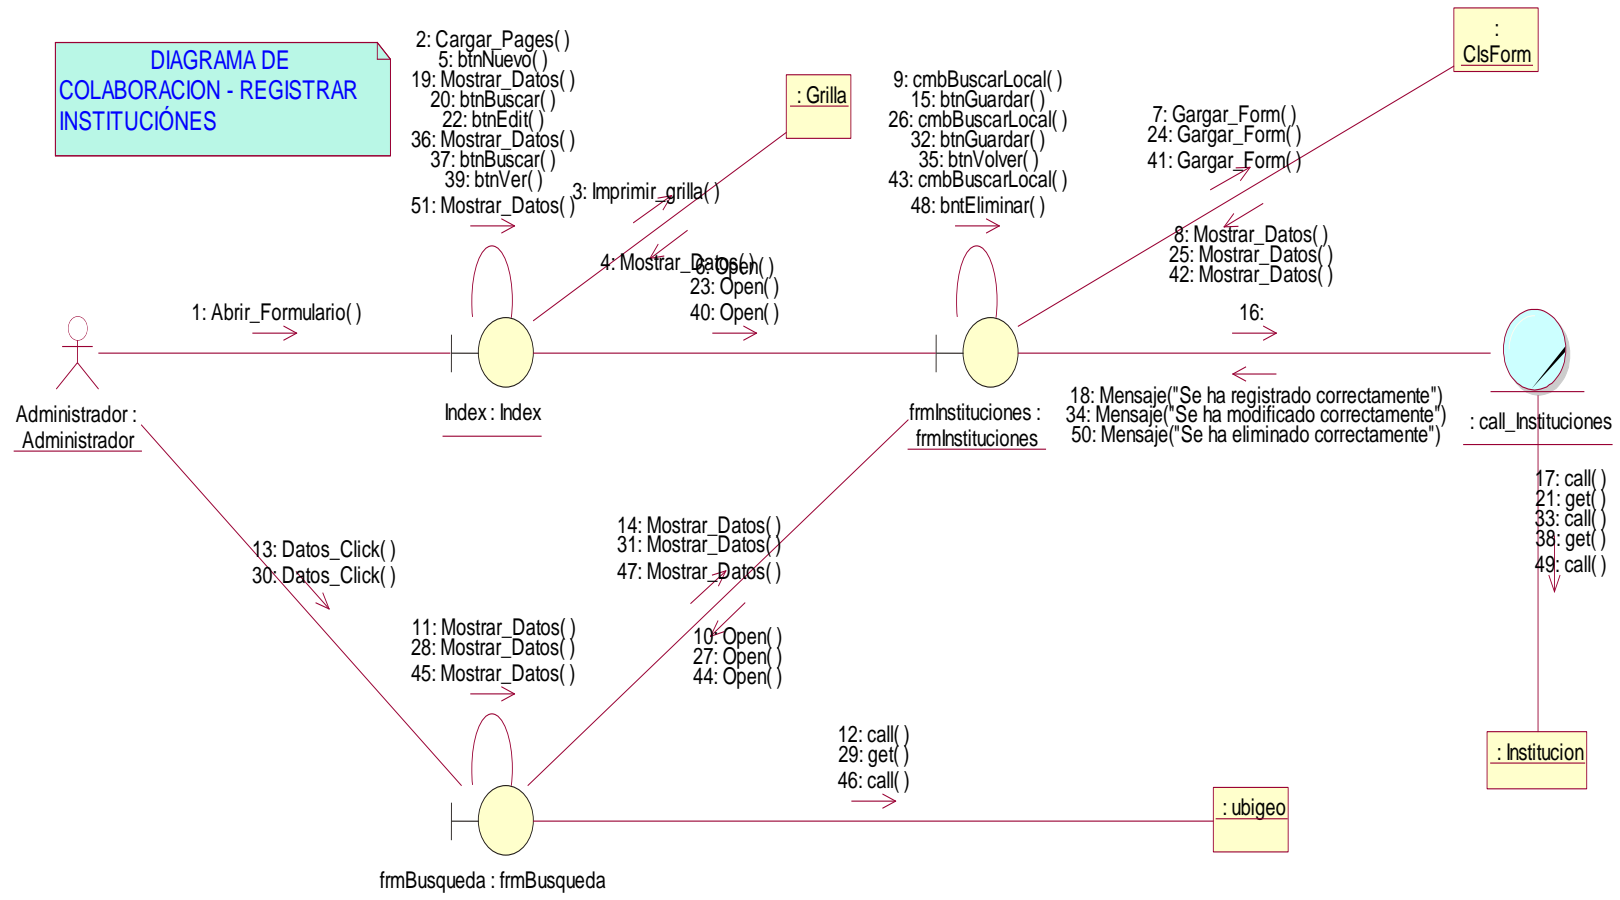 DIAGRAMA DE
COLABORACION - REGISTRAR
INSTITUCIÓNES
2: Cargar_Pages( )
5: btnNuevo( )
19: Mostrar_Datos( )
20: btnBuscar( )
22: btnEdit( )
36: Mostrar_Datos( )
37: btnBuscar( )
39: btnVer( )
51: Mostrar_Datos( )
: Grilla
3: Imprimir_grilla( )
4: Mostrar_Datos( )
6: Open( )
23: Open( )
40: Open( )
9: cmbBuscarLocal( )
15: btnGuardar( )
26: cmbBuscarLocal( )
32: btnGuardar( )
35: btnVolver( )
43: cmbBuscarLocal( )
48: bntEliminar( )
:
ClsForm
7: Gargar_Form( )
24: Gargar_Form( )
41: Gargar_Form( )
8: Mostrar_Datos( )
25: Mostrar_Datos( )
42: Mostrar_Datos( )
1: Abrir_Formulario( )
16:
Administrador :
Administrador
Index : Index
frmInstituciones :
frmInstituciones
18: Mensaje("Se ha registrado correctamente")
34: Mensaje("Se ha modificado correctamente")
50: Mensaje("Se ha eliminado correctamente")
: call_Instituciones
17: call( )
21: get( )
33: call( )
38: get( )
49: call( )
13: Datos_Click( )
30: Datos_Click( )
14: Mostrar_Datos( )
31: Mostrar_Datos( )
47: Mostrar_Datos( )
11: Mostrar_Datos( )
28: Mostrar_Datos( )
45: Mostrar_Datos( )
10: Open( )
27: Open( )
44: Open( )
12: call( )
29: get( )
46: call( )
: Institucion
: ubigeo
frmBusqueda : frmBusqueda